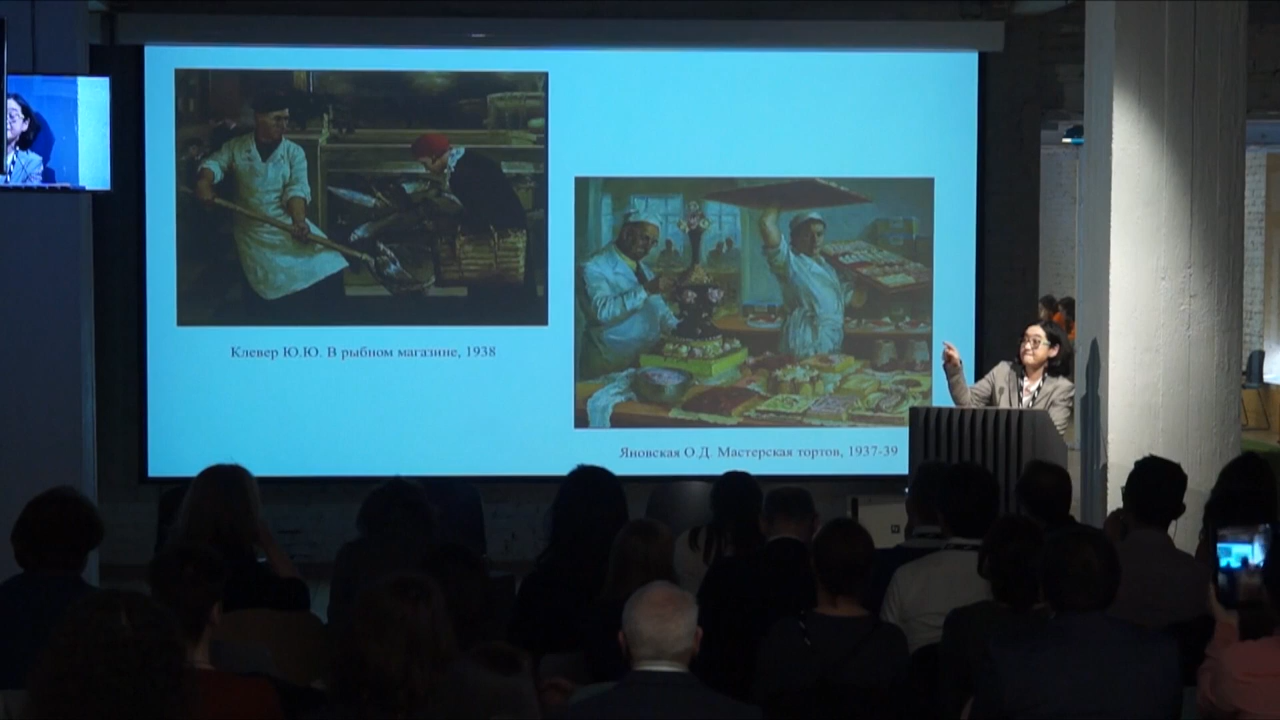 Клевер Ю.Ю. В рыбном магазине, 1938
Яновская О.Д. Мастерская тортов, 1937-39